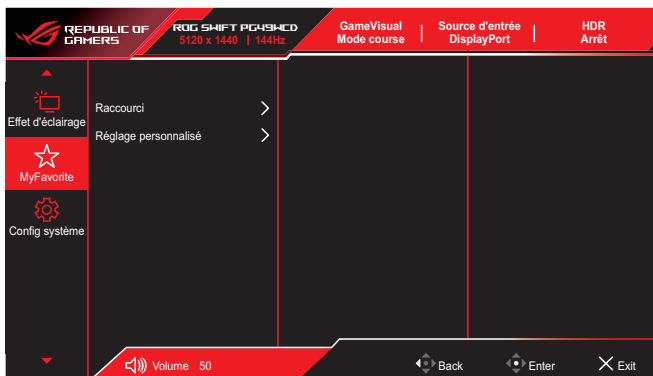 REPUBLIC OF
GAMERS
ROG SWIFT PG49WCD
5120 x 1440 | 144Hz
GameVisual
Mode course
Source d'entrée
DisplayPort
HDR
Arrêt
Effet d'éclairage
MyFavorite
Config système
Raccourci
Réglage personnalisé
Volume 50
Back
Enter
Exit